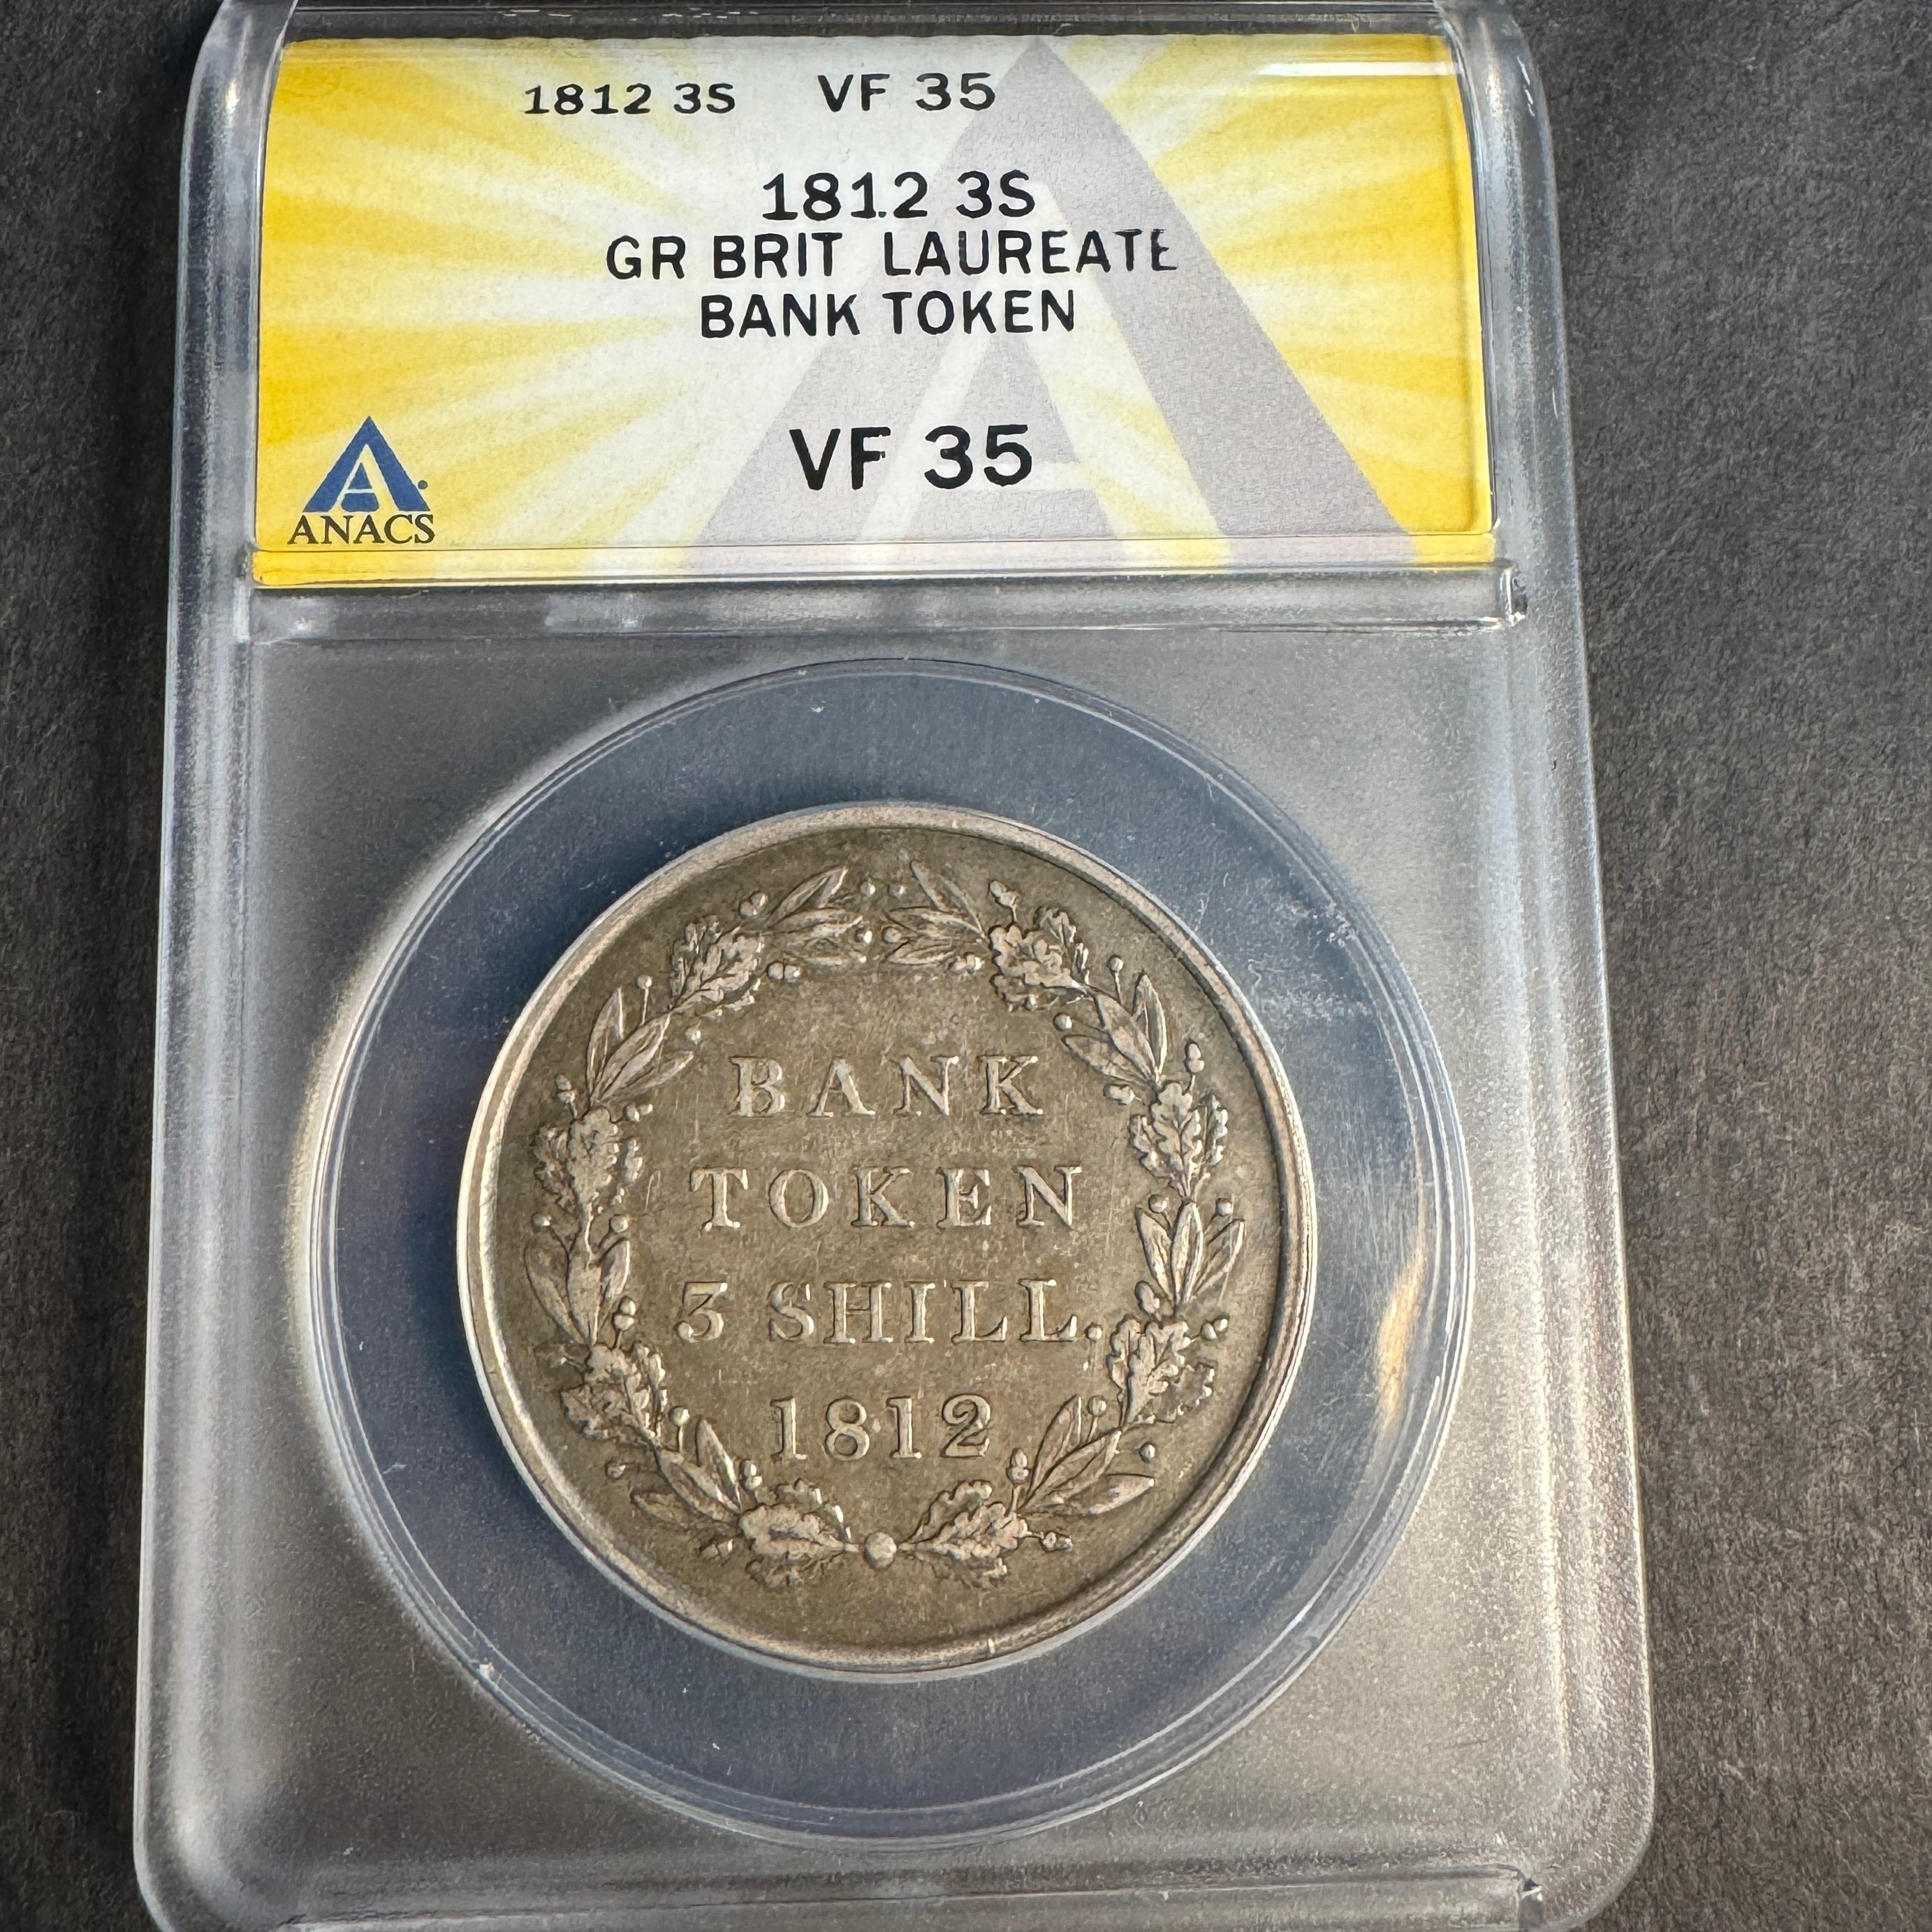 1812 3S VF 35
1812 3S
GR BRIT LAUREATE
BANK TOKEN
VF 35
ANACS
BANK
TOKEN
3 SHILL.
1812